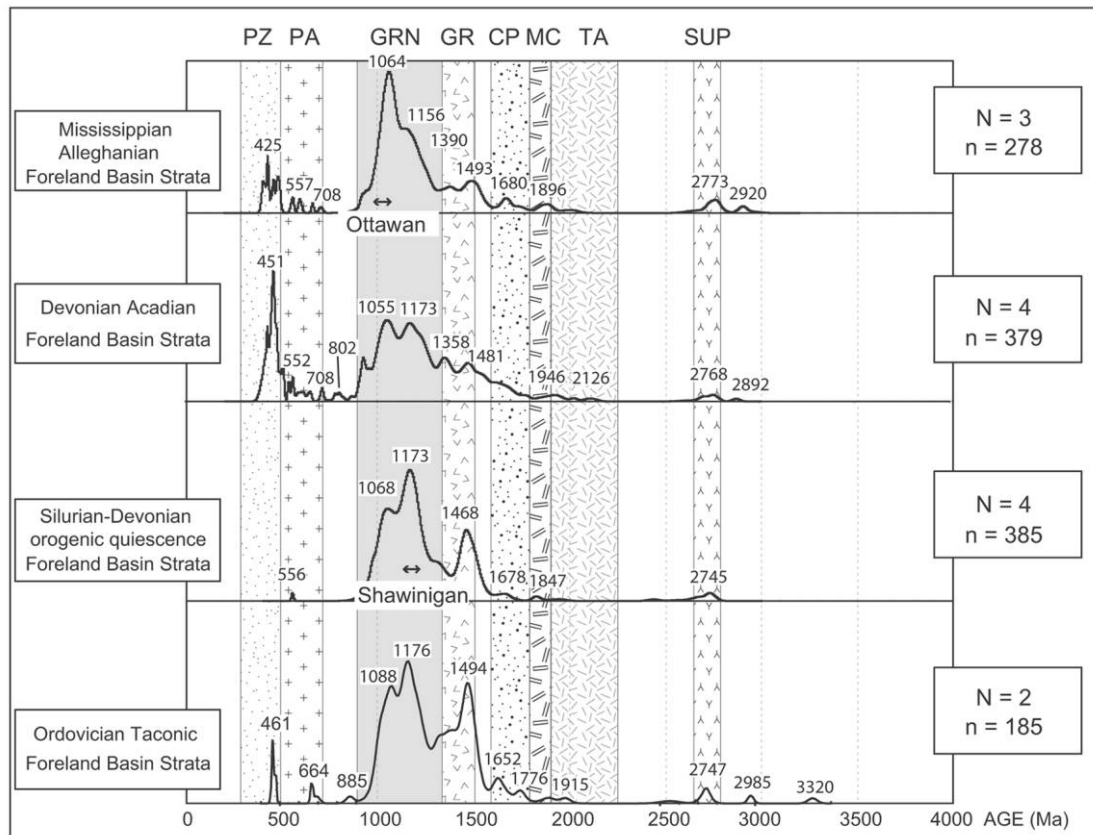 PZ PA GRN GR CP MC TA SUP
Mississippian
Alleghanian
Foreland Basin Strata
425
557
708
1064
1156
1390
1493
1680
1896
2773
2920
Ottawan
N = 3
n = 278
Devonian Acadian
Foreland Basin Strata
451
552
708
802
1055
1173
1358
1481
1946
2126
2768
2892
N = 4
n = 379
Silurian-Devonian
orogenic quiescence
Foreland Basin Strata
556
1068
1173
1468
1678
1847
2745
Shawinigan
N = 4
n = 385
Ordovician Taconic
Foreland Basin Strata
461
664
885
1088
1176
1494
1652
1776
1915
2747
2985
3320
N = 2
n = 185
0 500 1000 1500 2000 2500 3000 3500 4000 AGE (Ma)